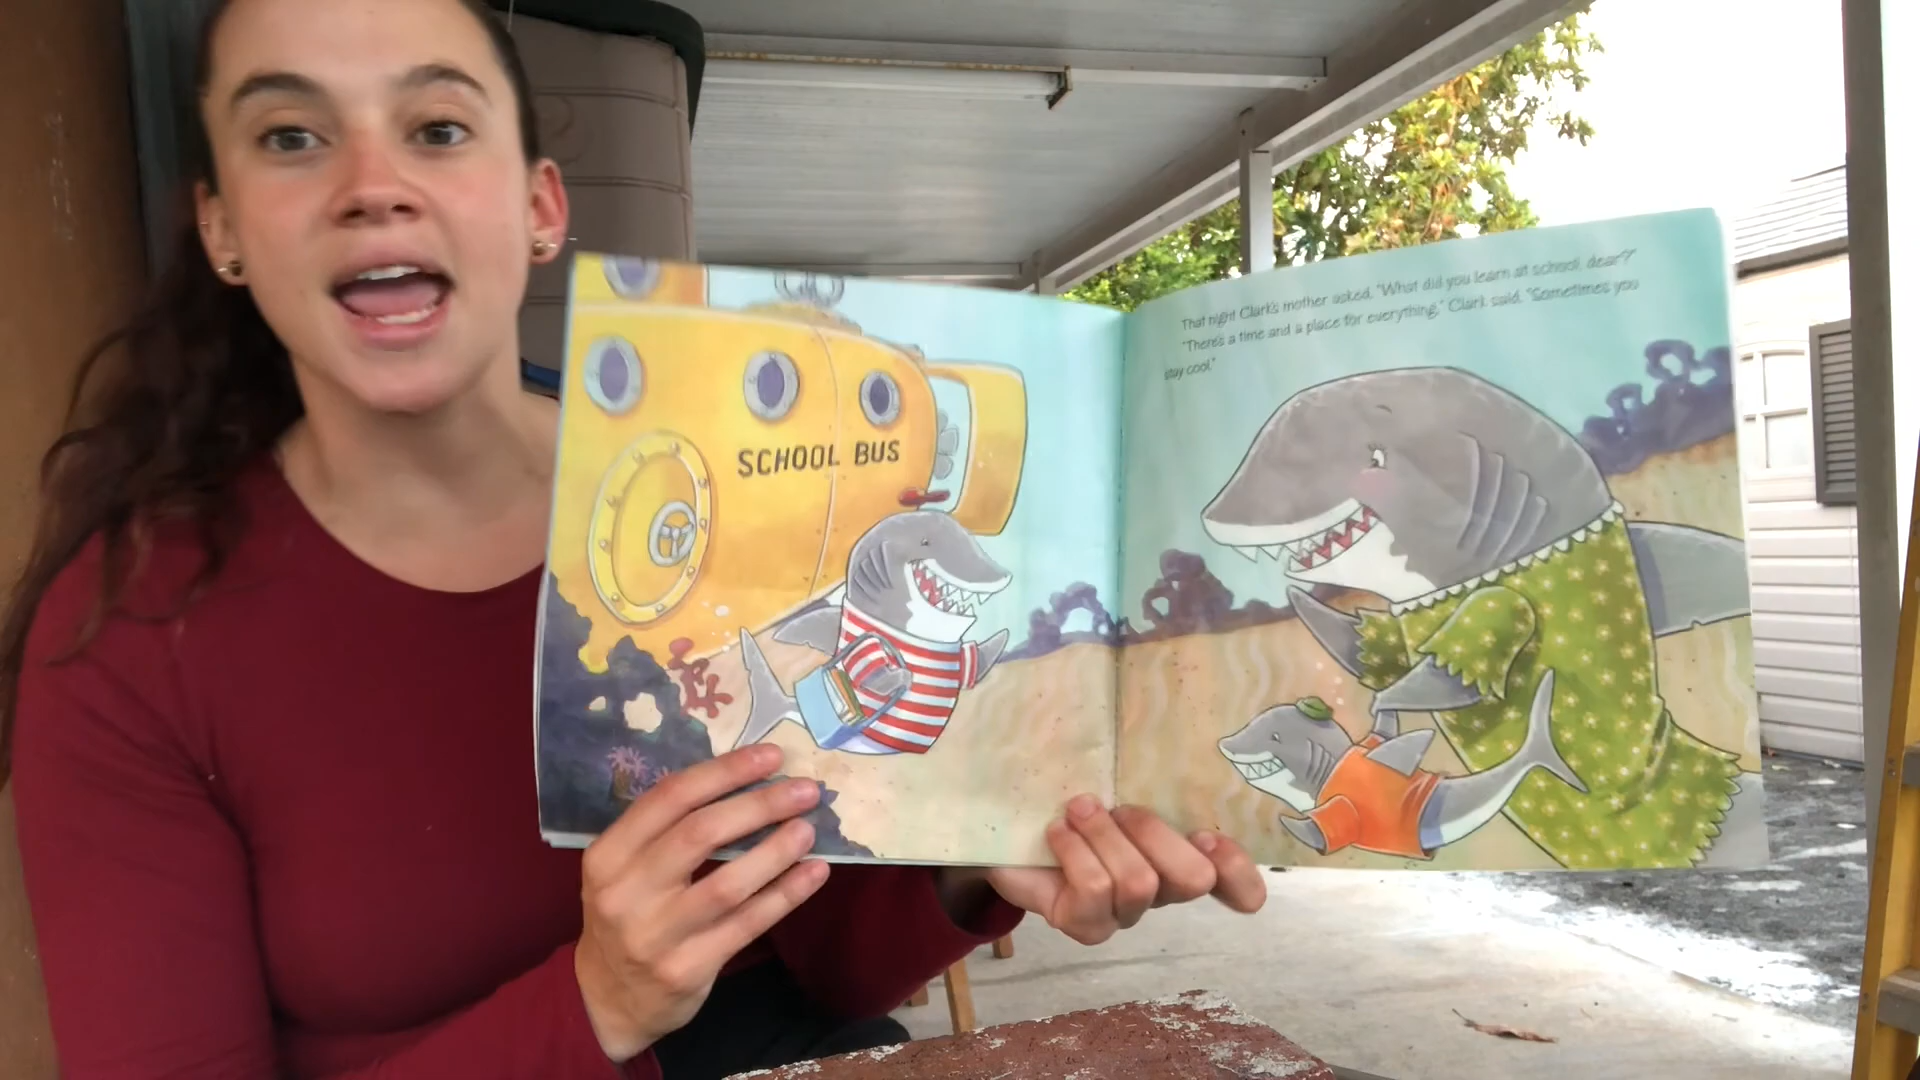 SCHOOL BUS
That night Clark's mother asked, "What did you learn at school, dear?"
"There's a time and a place for everything," Clark said. "Sometimes you
stay cool."